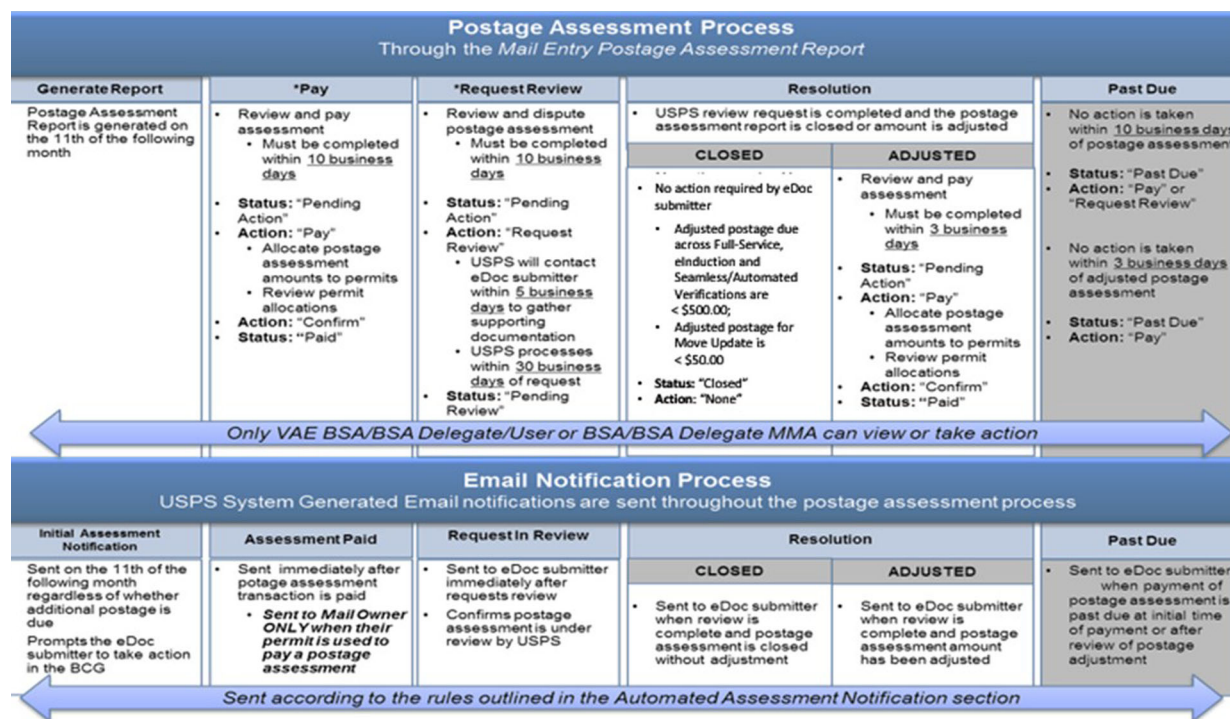 Postage Assessment Process
Through the Mail Entry Postage Assessment Report
Generate Report
Postage Assessment
Report is generated on
the 11th of the following
month
*Pay
• Review and pay
assessment
• Must be completed
within 10 business
days
• Status: "Pending
Action"
• Action: "Pay"
• Allocate postage
assessment
amounts to permits
• Review permit
allocations
• Action: "Confirm"
• Status: "Paid"
*Request Review
• Review and dispute
postage assessment
• Must be completed
within 10 business
days
• Status: "Pending
Action"
• Action: "Request
Review"
• USPS will contact
eDoc submitter
within 5 business
days to gather
supporting
documentation
• USPS processes
within 30 business
days of request
• Status: "Pending
Review"
Resolution
• USPS review request is completed and the postage
assessment report is closed or amount is adjusted
CLOSED
• No action required by eDoc
submitter
• Adjusted postage due
across Full-Service,
eInduction and
Seamless/Automated
Verifications are
< $500.00;
• Adjusted postage for
Move Update is
< $50.00
• Status: "Closed"
• Action: "None"
ADJUSTED
• Review and pay
assessment
• Must be completed
within 3 business
days
• Status: "Pending
Action"
• Action: "Pay"
• Allocate postage
assessment
amounts to permits
• Review permit
allocations
• Action: "Confirm"
• Status: "Paid"
Past Due
• No action is taken
within 10 business days
of postage assessment
• Status: "Past Due"
• Action: "Pay" or
"Request Review"
• No action is taken
within 3 business days
of adjusted postage
assessment
• Status: "Past Due"
• Action: "Pay"
Only VAE BSA/BSA Delegate/User or BSA/BSA Delegate MMA can view or take action
Email Notification Process
USPS System Generated Email notifications are sent throughout the postage assessment process
Initial Assessment
Notification
Sent on the 11th of the
following month
regardless of whether
additional postage is
due
Prompts the eDoc
submitter to take action
in the BCG
Assessment Paid
• Sent immediately after
potage assessment
transaction is paid
• Sent to Mail Owner
ONLY when their
permit is used to
pay a postage
assessment
Request In Review
• Sent to eDoc submitter
immediately after
requests review
• Confirms postage
assessment is under
review by USPS
Resolution
CLOSED
• Sent to eDoc submitter
when review is
complete and postage
assessment is closed
without adjustment
ADJUSTED
• Sent to eDoc submitter
when review is
complete and postage
assessment amount
has been adjusted
Past Due
• Sent to eDoc submitter
when payment of
postage assessment is
past due at initial time
of payment or after
review of postage
adjustment
Sent according to the rules outlined in the Automated Assessment Notification section